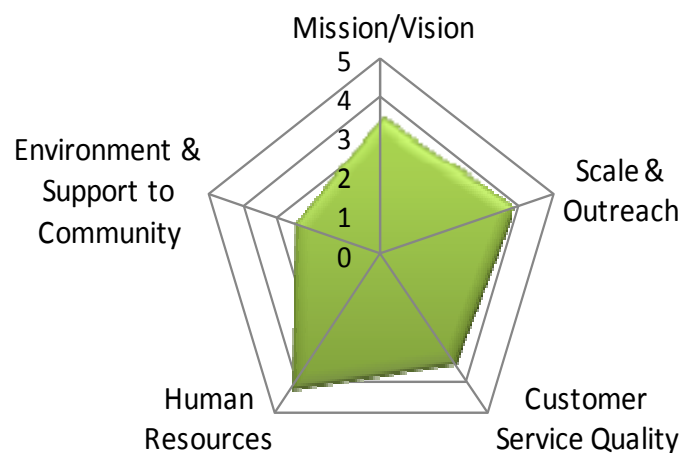 Mission/Vision
5
4
3
2
1
0
Environment &
Support to
Community
Scale &
Outreach
Human
Resources
Customer
Service Quality